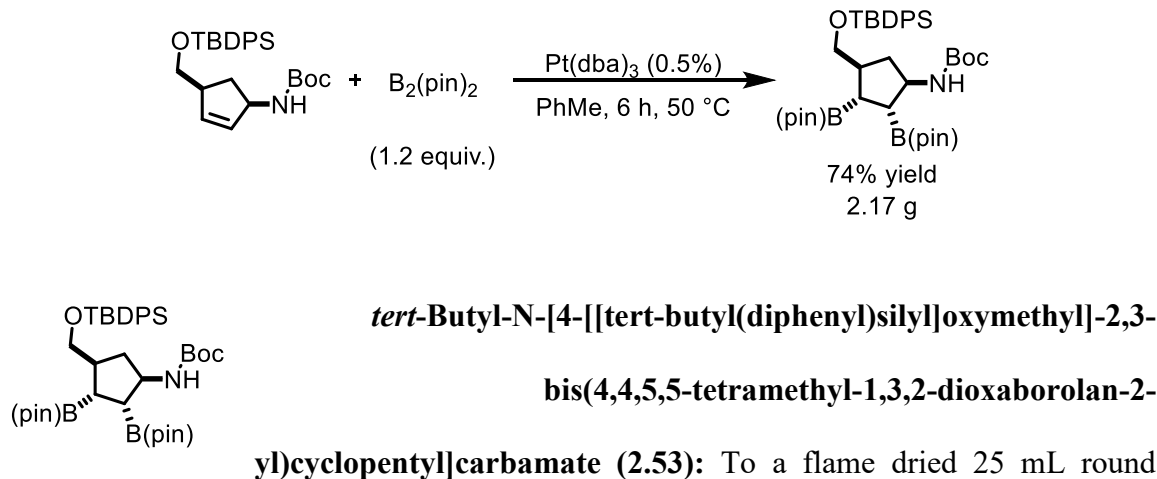 OTBDPS
Boc
NH
+
B2(pin)2
(1.2 equiv.)
Pt(dba)3 (0.5%)
PhMe, 6 h, 50 °C
OTBDPS
Boc
NH
(pin)B
B(pin)
74% yield
2.17 g
OTBDPS
Boc
NH
(pin)B
B(pin)
tert-Butyl-N-[4-[[tert-butyl(diphenyl)silyl]oxymethyl]-2,3-
bis(4,4,5,5-tetramethyl-1,3,2-dioxaborolan-2-
yl)cyclopentyl]carbamate (2.53): To a flame dried 25 mL round